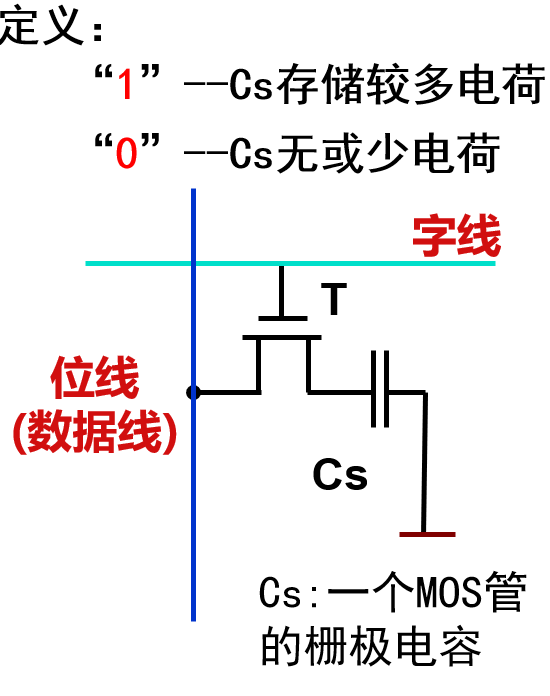 定义：
“1” --Cs存储较多电荷
“0” --Cs无或少电荷
字线
T
位线
(数据线)
Cs
Cs:一个MOS管
的栅极电容